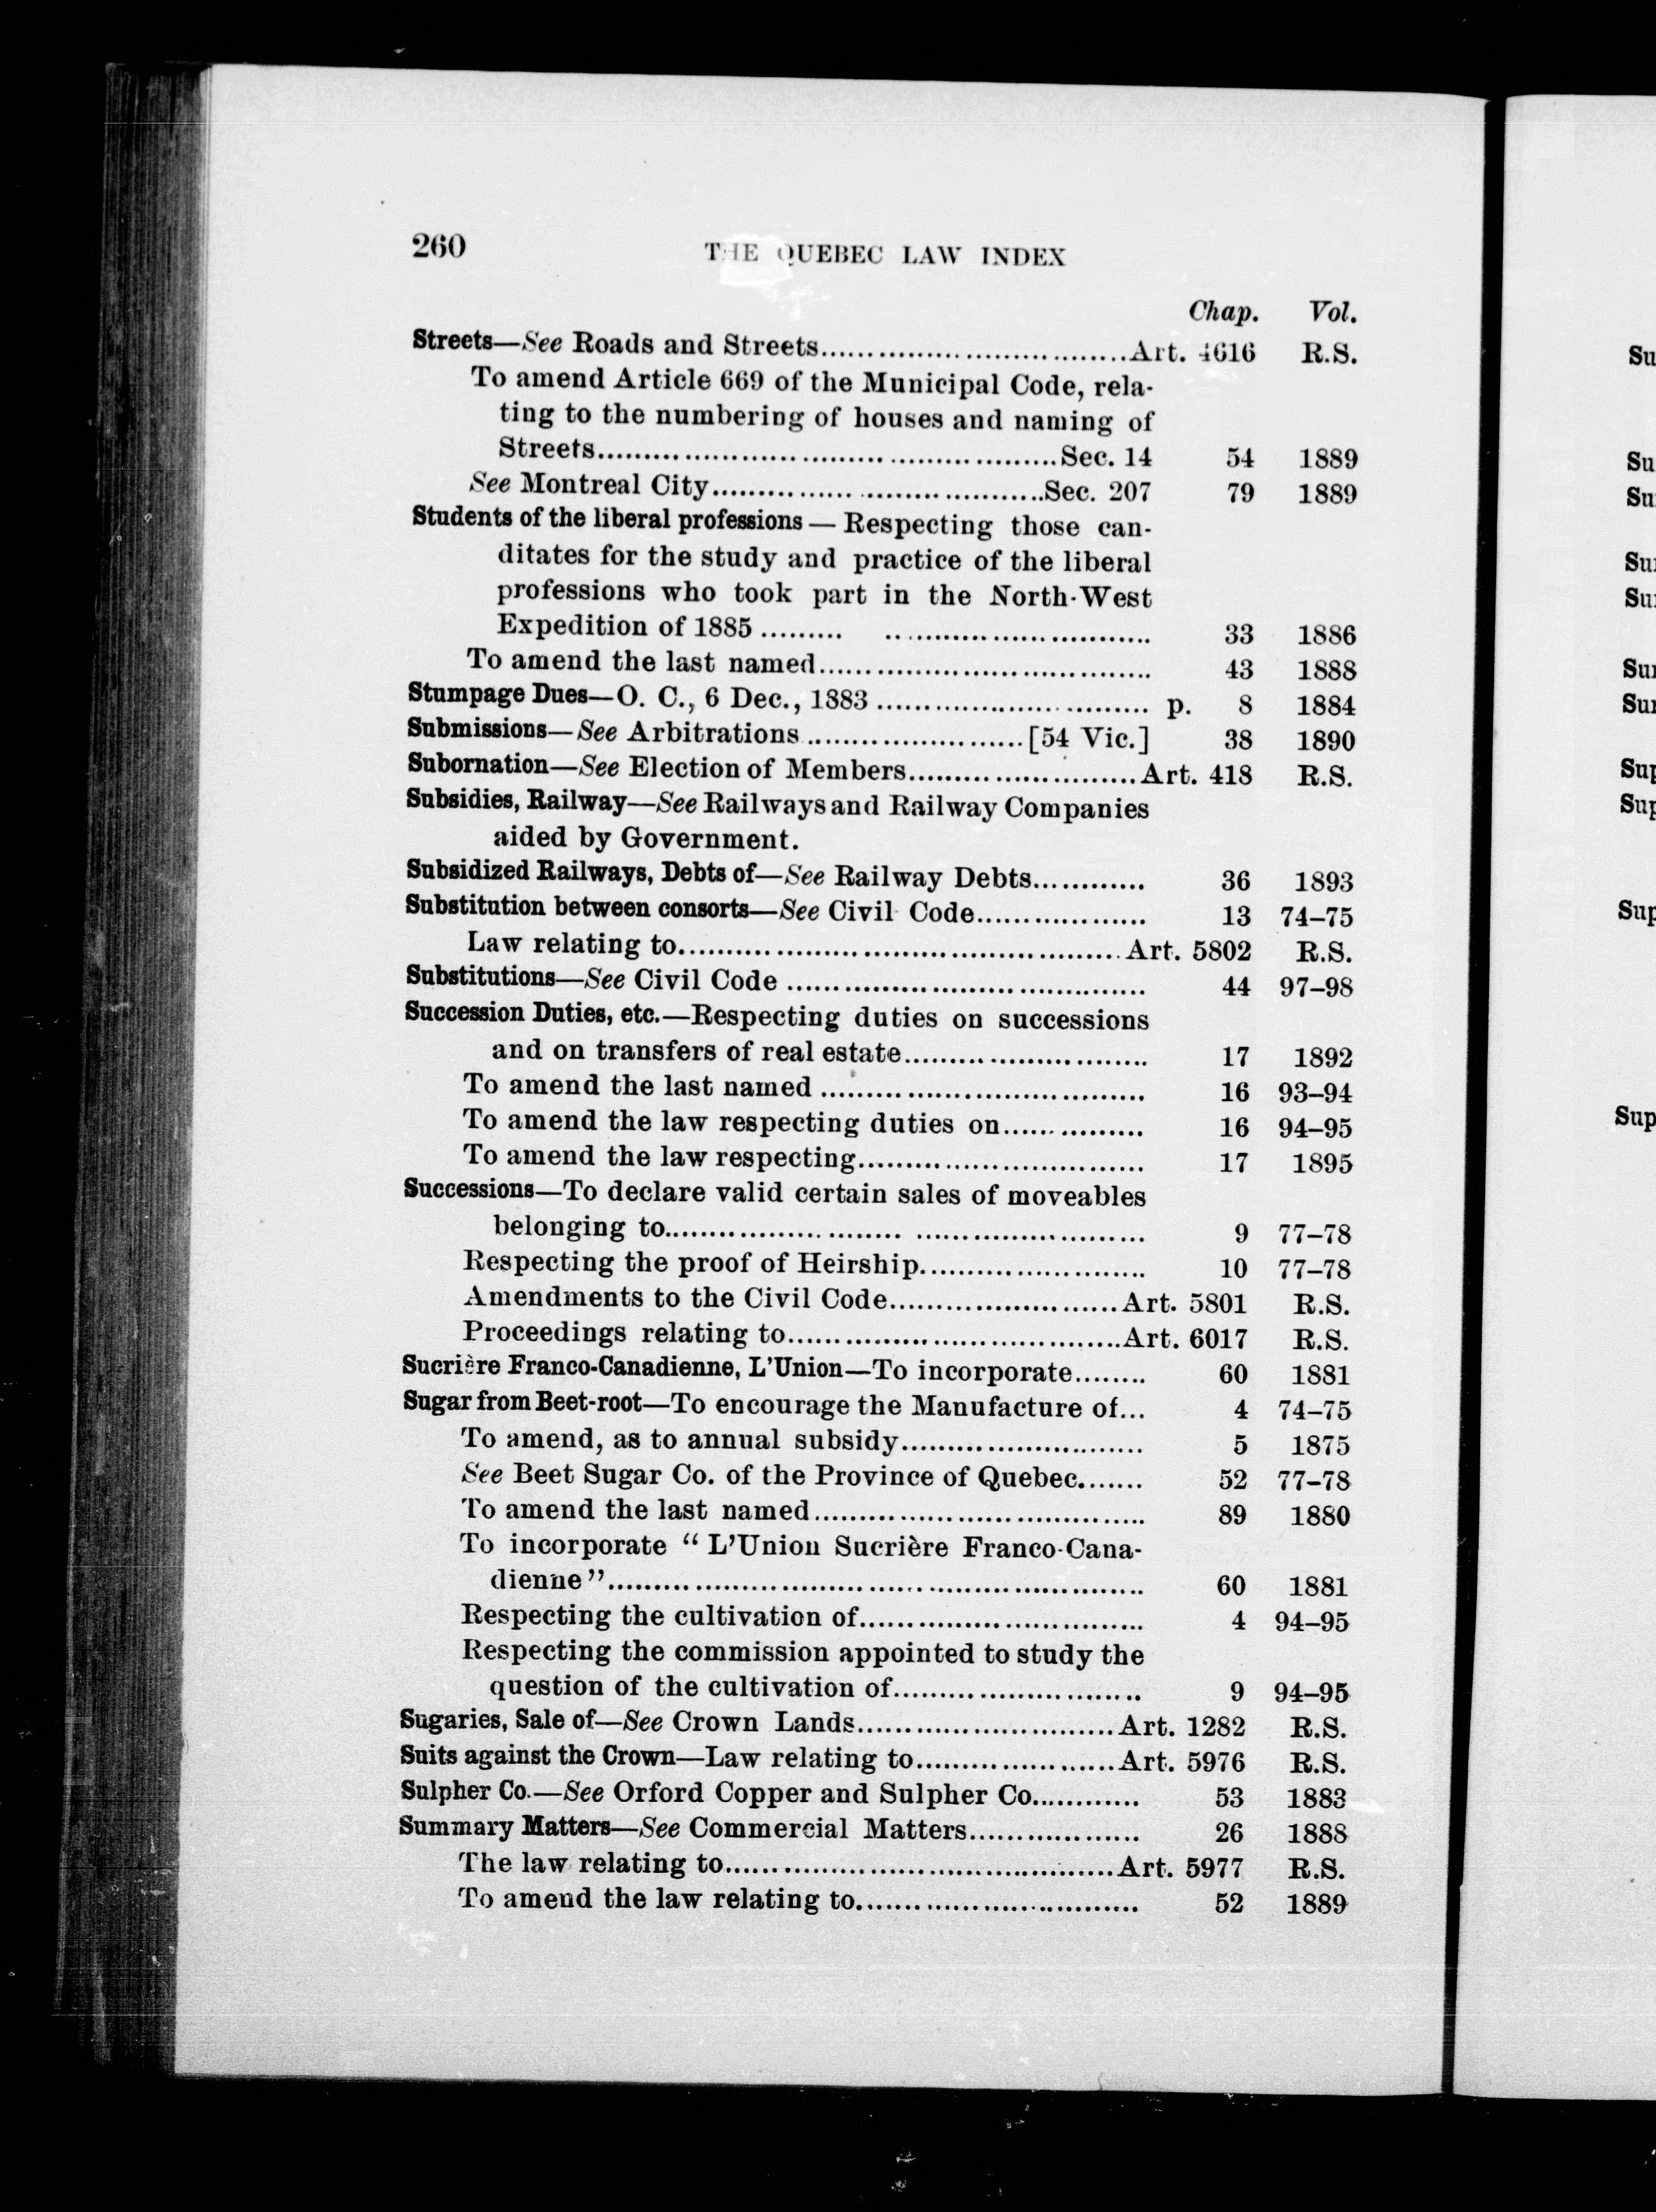 260 THE QUEBEC LAW INDEX
Chap. Vol.
Streets—See Roads and Streets.................................Art. 4616 R.S.
To amend Article 669 of the Municipal Code, rela-
ting to the numbering of houses and naming of
Streets.................................................Sec. 14 54 1889
See Montreal City....................................Sec. 207 79 1889
Students of the liberal professions — Respecting those can-
ditates for the study and practice of the liberal
professions who took part in the North-West
Expedition of 1885 ......... ............................. 33 1886
To amend the last named.................................... 43 1888
Stumpage Dues—O. C., 6 Dec., 1883 ............................. p. 8 1884
Submissions—See Arbitrations .......................[54 Vic.] 38 1890
Subornation—See Election of Members........................Art. 418 R.S.
Subsidies, Railway—See Railways and Railway Companies
aided by Government.
Subsidized Railways, Debts of—See Railway Debts............ 36 1893
Substitution between consorts—See Civil Code.................. 13 74–75
Law relating to...............................................Art. 5802 R.S.
Substitutions—See Civil Code ...................................... 44 97–98
Succession Duties, etc.—Respecting duties on successions
and on transfers of real estate.......................... 17 1892
To amend the last named ................................... 16 93–94
To amend the law respecting duties on............... 16 94–95
To amend the law respecting.............................. 17 1895
Successions—To declare valid certain sales of moveables
belonging to......................... ........................ 9 77–78
Respecting the proof of Heirship........................ 10 77–78
Amendments to the Civil Code........................Art. 5801 R.S.
Proceedings relating to...................................Art. 6017 R.S.
Sucrière Franco-Canadienne, L'Union—To incorporate........ 60 1881
Sugar from Beet-root—To encourage the Manufacture of... 4 74–75
To amend, as to annual subsidy.......................... 5 1875
See Beet Sugar Co. of the Province of Quebec....... 52 77–78
To amend the last named................................... 89 1880
To incorporate “ L'Union Sucrière Franco-Cana-
dienne”......................................................... 60 1881
Respecting the cultivation of.............................. 4 94–95
Respecting the commission appointed to study the
question of the cultivation of.......................... 9 94–95
Sugaries, Sale of—See Crown Lands...........................Art. 1282 R.S.
Suits against the Crown—Law relating to.....................Art. 5976 R.S.
Sulpher Co.—See Orford Copper and Sulpher Co............ 53 1883
Summary Matters—See Commercial Matters.................. 26 1888
The law relating to.........................................Art. 5977 R.S.
To amend the law relating to.............................. 52 1889
Su
Su
Su
Su
Su
Su
Su
Sup
Sup
Sup
Sup